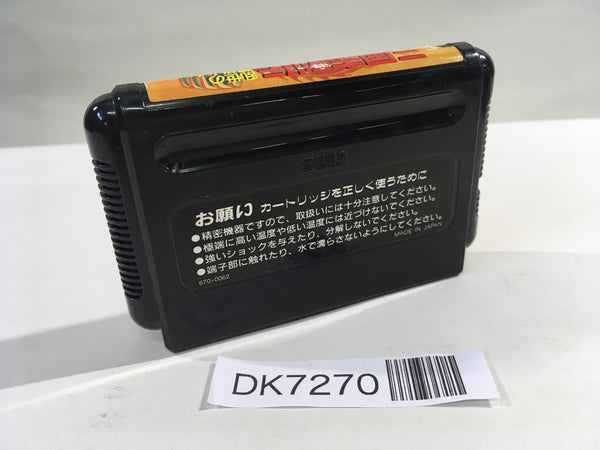 SEGA
お願い カートリッジを正しく使うために
●精密機器ですので、取扱いには十分注意してください。
●極端に高い温度や低い温度には近づけないでください。
●強いショックを与えたり、分解しないでください。
●端子部に触れたり、水で濡らさないようにしてください。
670-0062
MADE IN JAPAN
DK7270